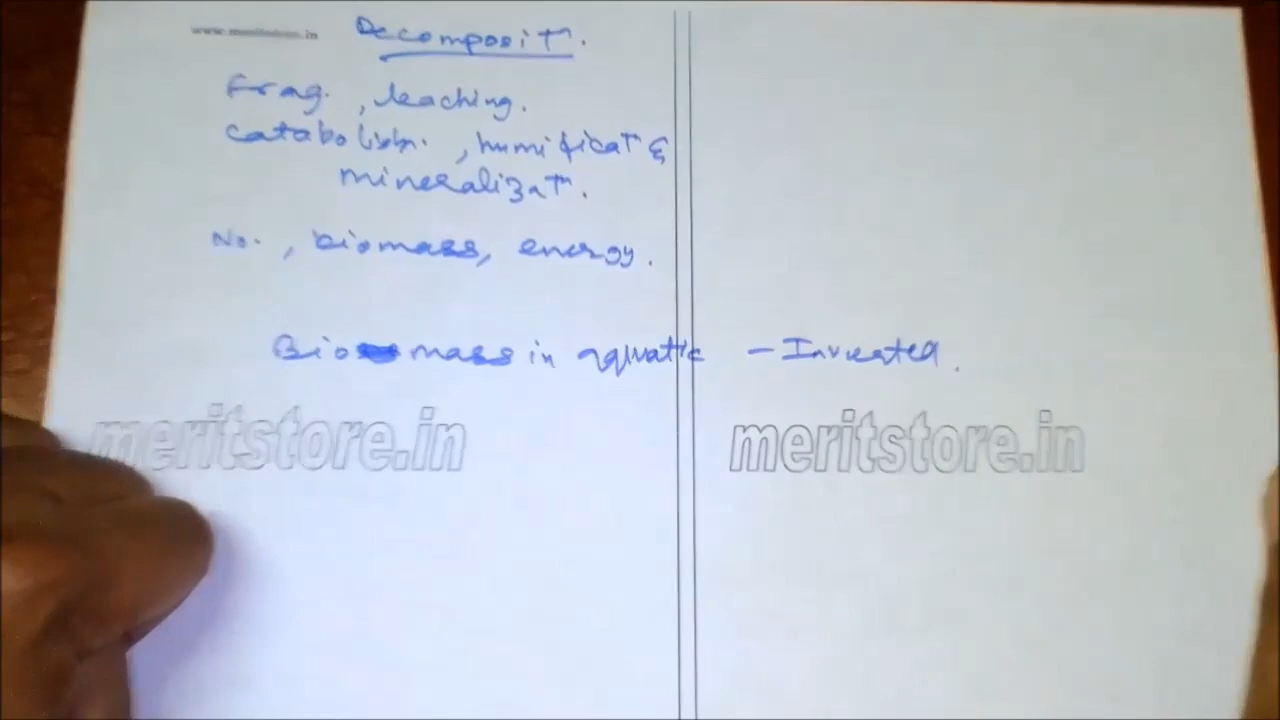 www.meritstore.in Decomposit.
Frag. , leaching.
Catabolism. , humificat &
mineralizat.
No. , biomass, energy.
Biomass in aquatic - Inverted.
meritstore.in meritstore.in